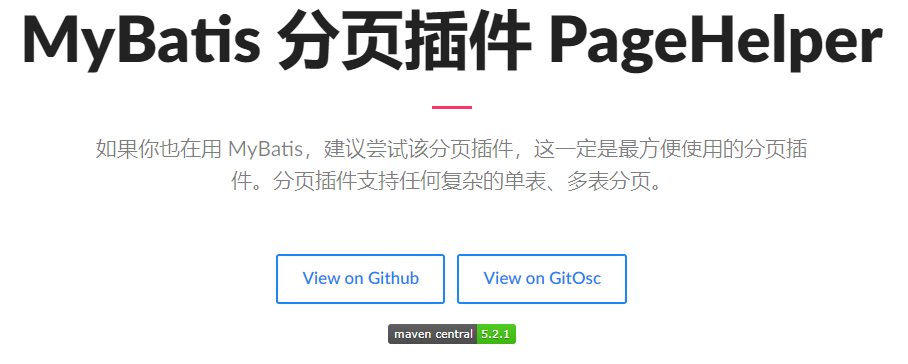 MyBatis 分页插件 PageHelper
如果你也在用 MyBatis，建议尝试该分页插件，这一定是最方便使用的分页插
件。分页插件支持任何复杂的单表、多表分页。
View on Github
View on GitOsc
maven central 5.2.1